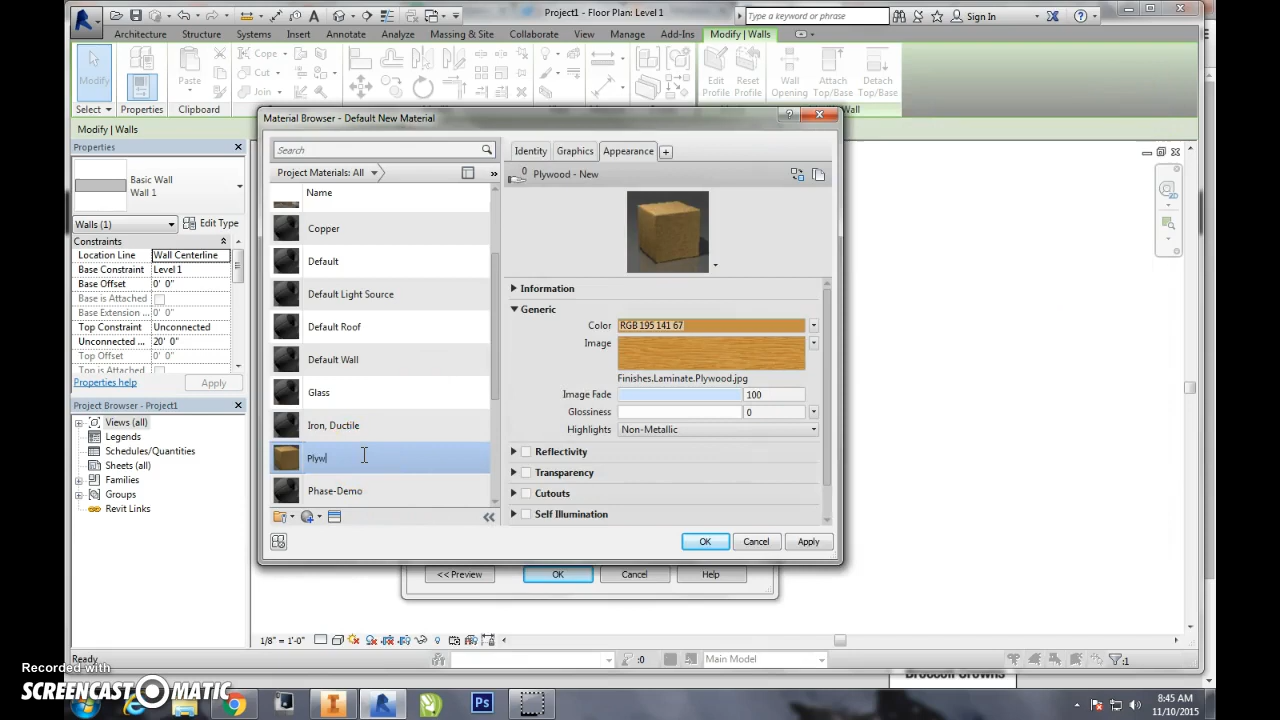 Project1 - Floor Plan: Level 1
Type a keyword or phrase
Sign In
Architecture Structure Systems Insert Annotate Analyze Massing & Site Collaborate View Manage Add-Ins Modify | Walls
Modify
Paste
Cope
Cut
Join
Edit Profile
Reset Profile
Wall Opening
Attach Top/Base
Detach Top/Base
Select
Properties
Clipboard
Wall
Modify | Walls
Properties
Basic Wall
Wall 1
Walls (1)
Edit Type
Constraints
Location Line Wall Centerline
Base Constraint Level 1
Base Offset 0' 0"
Base is Attached
Base Extension ...
Top Constraint Unconnected
Unconnected ... 20' 0"
Top Offset 0' 0"
Top is Attached
Properties help
Apply
Project Browser - Project1
Views (all)
Legends
Schedules/Quantities
Sheets (all)
Families
Groups
Revit Links
Material Browser - Default New Material
Search
Project Materials: All
Name
Copper
Default
Default Light Source
Default Roof
Default Wall
Glass
Iron, Ductile
Plyw
Phase-Demo
Identity Graphics Appearance +
0
Plywood - New
Information
Generic
Color RGB 195 141 67
Image
Finishes.Laminate.Plywood.jpg
Image Fade 100
Glossiness 0
Highlights Non-Metallic
Reflectivity
Transparency
Cutouts
Self Illumination
OK Cancel Apply
<< Preview OK Cancel Help
1/8" = 1'-0"
Ready
:0
Main Model
:1
Broccoli Crowns
Recorded with
SCREENCAST MATIC
Ps
8:45 AM
11/10/2015